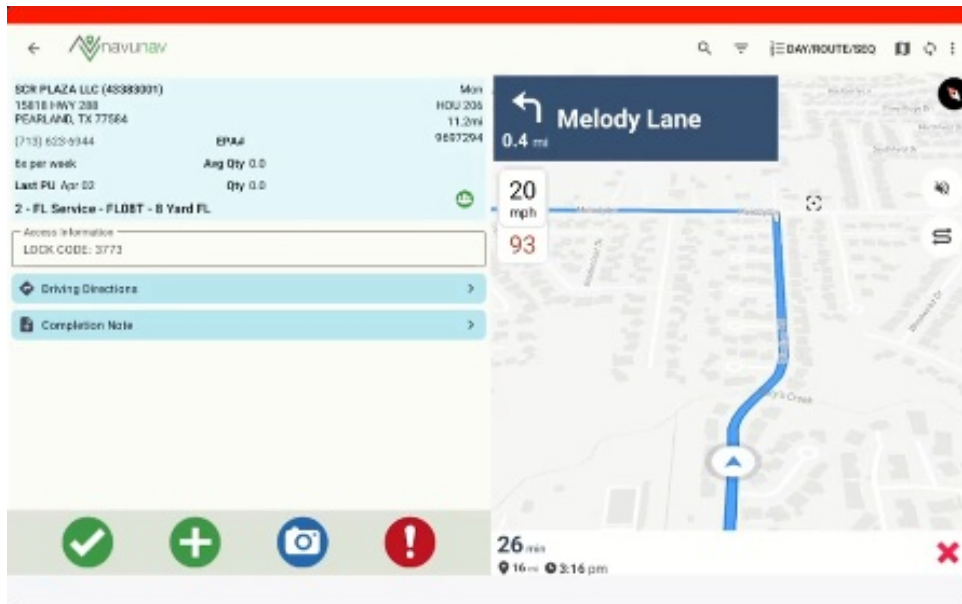 navunav
DAY/ROUTE/SEQ
SCR PLAZA LLC (43383001)
Mon
15818 HWY 288
HOU 206
PEARLAND, TX 77584
11.2mi
(713) 623-6944
EPA#
9697294
6x per week
Avg Qty 0.0
Last PU Apr 02
Qty 0.0
2 - FL Service - FL08T - 8 Yard FL
Access Information
LOCK CODE: 3773
Driving Directions
Completion Note
Melody Lane
0.4 mi
20
mph
93
26 min
16 mi 3:16 pm